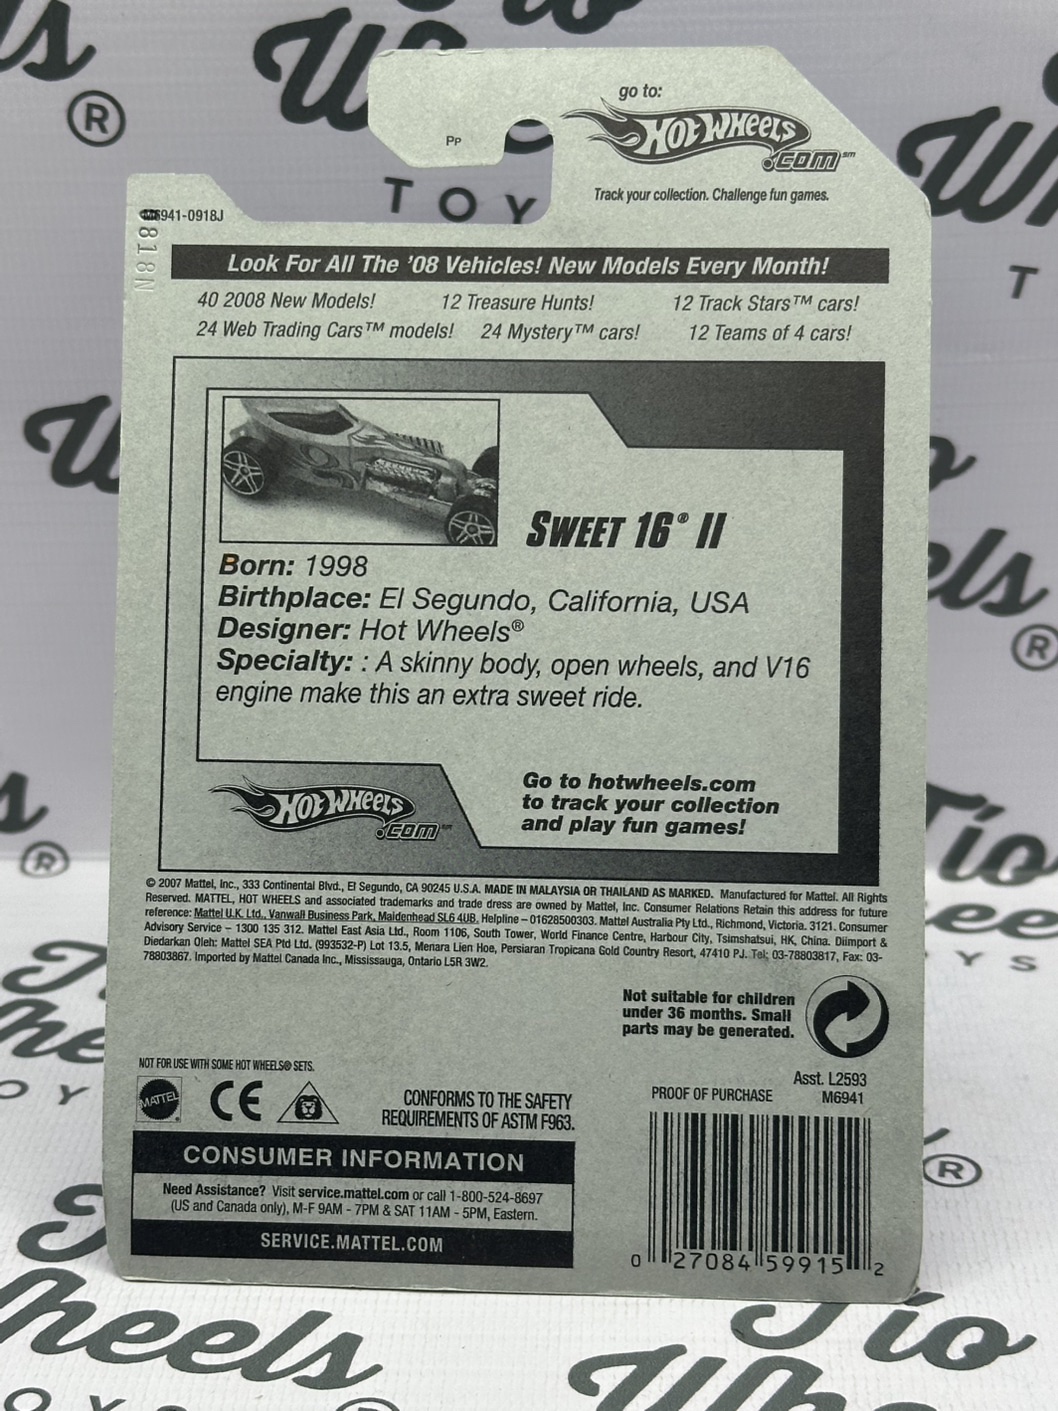 go to:
HOT WHEELS
.COM℠
Track your collection. Challenge fun games.
PP
TOY
6941-0918J
818N
Look For All The '08 Vehicles! New Models Every Month!
40 2008 New Models! 12 Treasure Hunts! 12 Track Stars™ cars!
24 Web Trading Cars™ models! 24 Mystery™ cars! 12 Teams of 4 cars!
SWEET 16® II
Born: 1998
Birthplace: El Segundo, California, USA
Designer: Hot Wheels®
Specialty: : A skinny body, open wheels, and V16
engine make this an extra sweet ride.
HOT WHEELS
.COM℠
Go to hotwheels.com
to track your collection
and play fun games!
© 2007 Mattel, Inc., 333 Continental Blvd., El Segundo, CA 90245 U.S.A. MADE IN MALAYSIA OR THAILAND AS MARKED. Manufactured for Mattel. All Rights
Reserved. MATTEL, HOT WHEELS and associated trademarks and trade dress are owned by Mattel, Inc. Consumer Relations Retain this address for future
reference: Mattel U.K. Ltd., Vanwall Business Park, Maidenhead SL6 4UB. Helpline – 01628500303. Mattel Australia Pty Ltd., Richmond, Victoria. 3121. Consumer
Advisory Service – 1300 135 312. Mattel East Asia Ltd., Room 1106, South Tower, World Finance Centre, Harbour City, Tsimshatsui, HK, China. Diimport &
Diedarkan Oleh: Mattel SEA Ptd Ltd. (993532-P) Lot 13.5, Menara Lien Hoe, Persiaran Tropicana Gold Country Resort, 47410 PJ. Tel: 03-78803817, Fax: 03-
78803867. Imported by Mattel Canada Inc., Mississauga, Ontario L5R 3W2.
Not suitable for children
under 36 months. Small
parts may be generated.
NOT FOR USE WITH SOME HOT WHEELS® SETS.
MATTEL
CE
CONFORMS TO THE SAFETY
REQUIREMENTS OF ASTM F963.
Asst. L2593
PROOF OF PURCHASE M6941
CONSUMER INFORMATION
Need Assistance? Visit service.mattel.com or call 1-800-524-8697
(US and Canada only), M-F 9AM - 7PM & SAT 11AM - 5PM, Eastern.
SERVICE.MATTEL.COM
0 27084 59915 2
Tio
Wheels